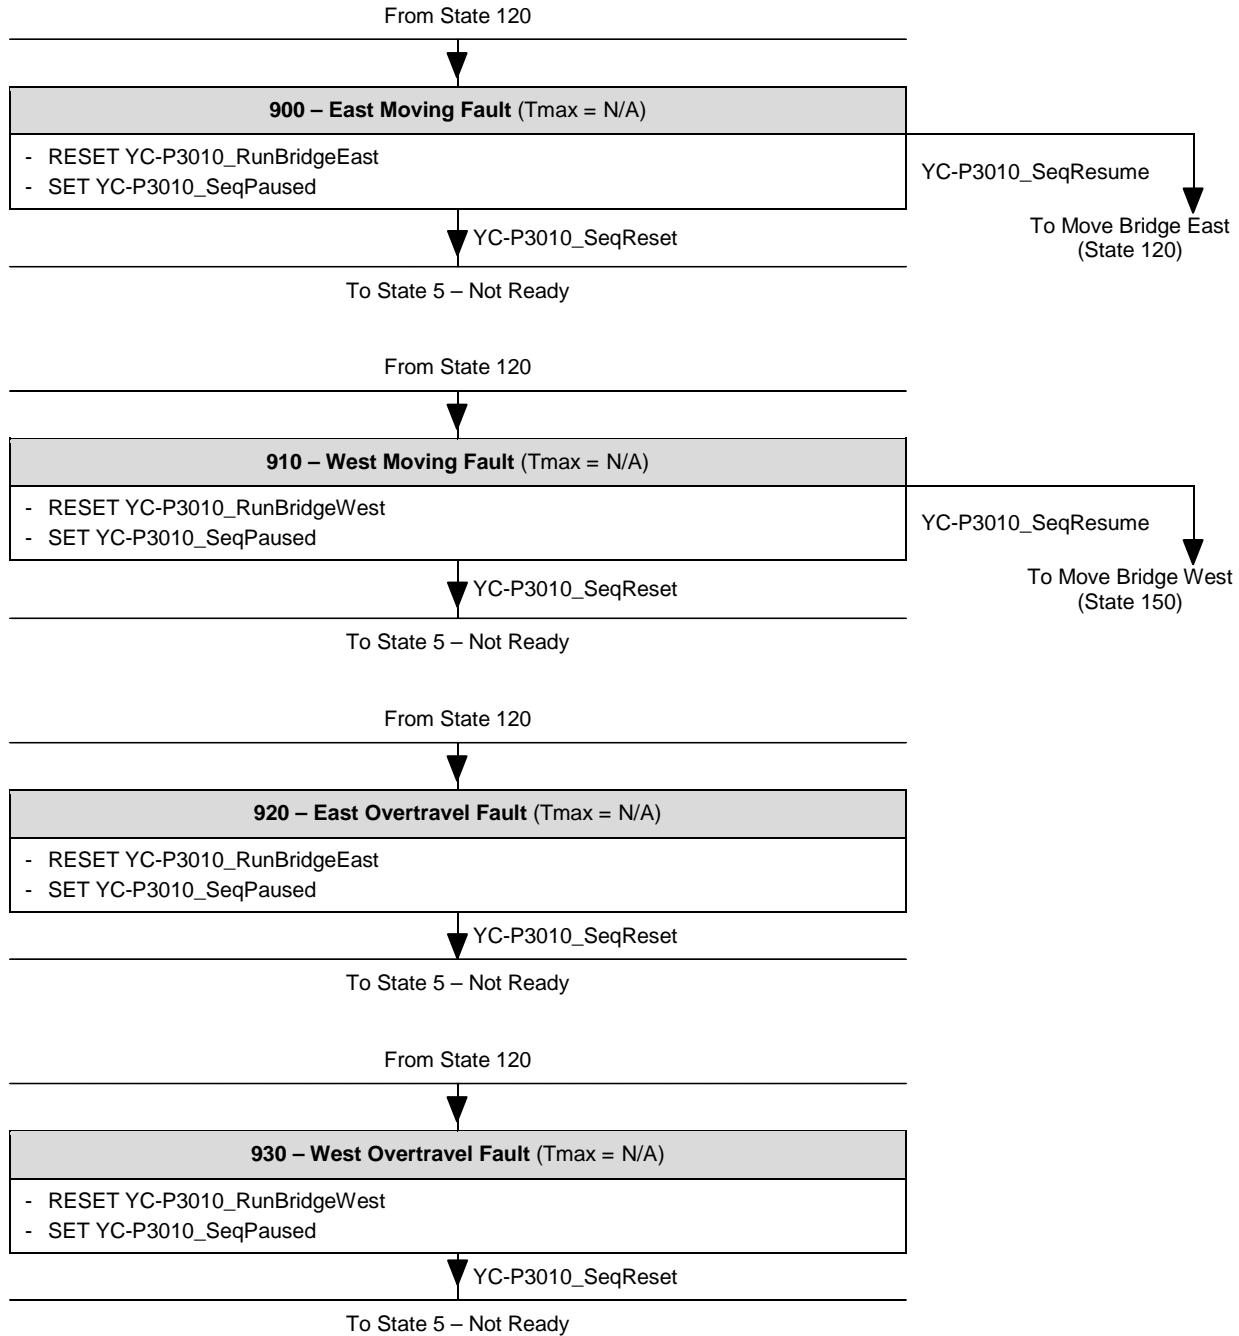 From State 120
900 – East Moving Fault (Tmax = N/A)
- RESET YC-P3010_RunBridgeEast
- SET YC-P3010_SeqPaused
YC-P3010_SeqResume
To Move Bridge East
(State 120)
YC-P3010_SeqReset
To State 5 – Not Ready
From State 120
910 – West Moving Fault (Tmax = N/A)
- RESET YC-P3010_RunBridgeWest
- SET YC-P3010_SeqPaused
YC-P3010_SeqResume
To Move Bridge West
(State 150)
YC-P3010_SeqReset
To State 5 – Not Ready
From State 120
920 – East Overtravel Fault (Tmax = N/A)
- RESET YC-P3010_RunBridgeEast
- SET YC-P3010_SeqPaused
YC-P3010_SeqReset
To State 5 – Not Ready
From State 120
930 – West Overtravel Fault (Tmax = N/A)
- RESET YC-P3010_RunBridgeWest
- SET YC-P3010_SeqPaused
YC-P3010_SeqReset
To State 5 – Not Ready